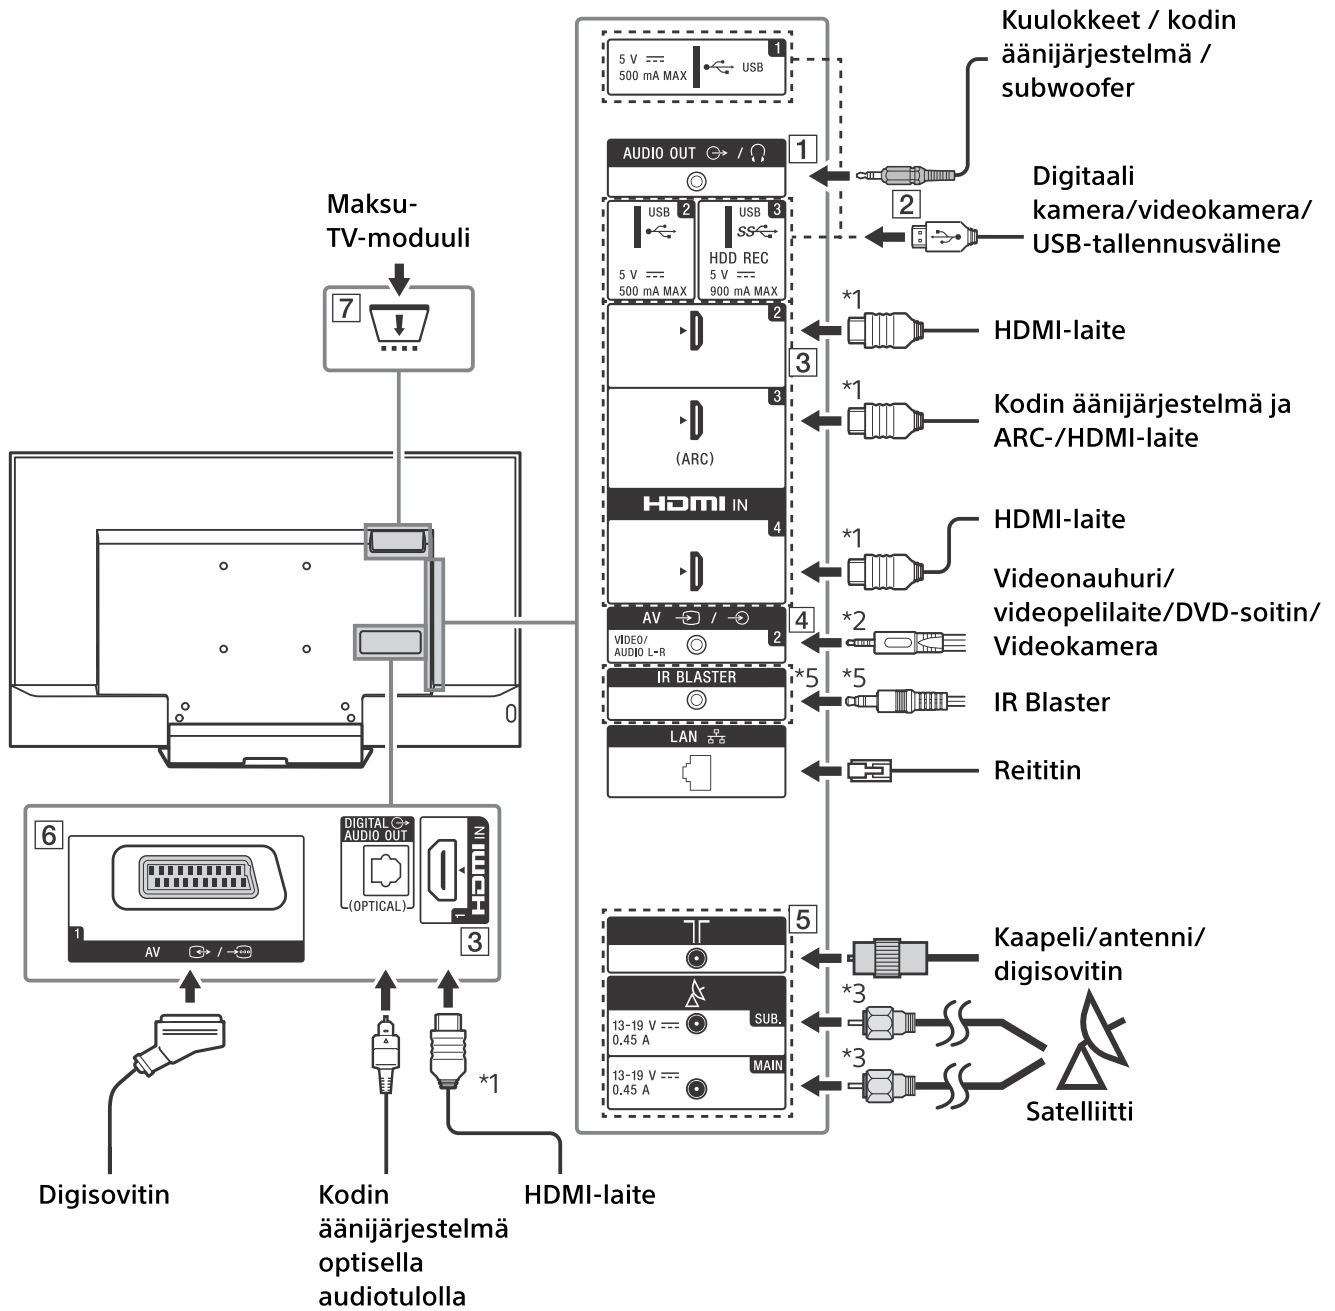 Kuulokkeet / kodin
äänijärjestelmä /
subwoofer
1
5 V
500 mA MAX
USB
AUDIO OUT /
1
2
Digitaali
kamera/videokamera/
USB-tallennusväline
USB 2
5 V
500 mA MAX
USB 3
SS
HDD REC
5 V
900 mA MAX
Maksu-
TV-moduuli
7
2
*1
HDMI-laite
3
3
(ARC)
*1
Kodin äänijärjestelmä ja
ARC-/HDMI-laite
HDMI IN
4
*1
HDMI-laite
AV /
VIDEO/
AUDIO L-R
2
4
*2
Videonauhuri/
videopelilaite/DVD-soitin/
Videokamera
IR BLASTER
*5
*5
IR Blaster
LAN
Reititin
6
1
AV /
DIGITAL
AUDIO OUT
(OPTICAL)
HDMI IN
1
3
*1
Digisovitin
Kodin
äänijärjestelmä
optisella
audiotulolla
HDMI-laite
5
Kaapeli/antenni/
digisovitin
13-19 V
0.45 A
SUB.
*3
13-19 V
0.45 A
MAIN
*3
Satelliitti